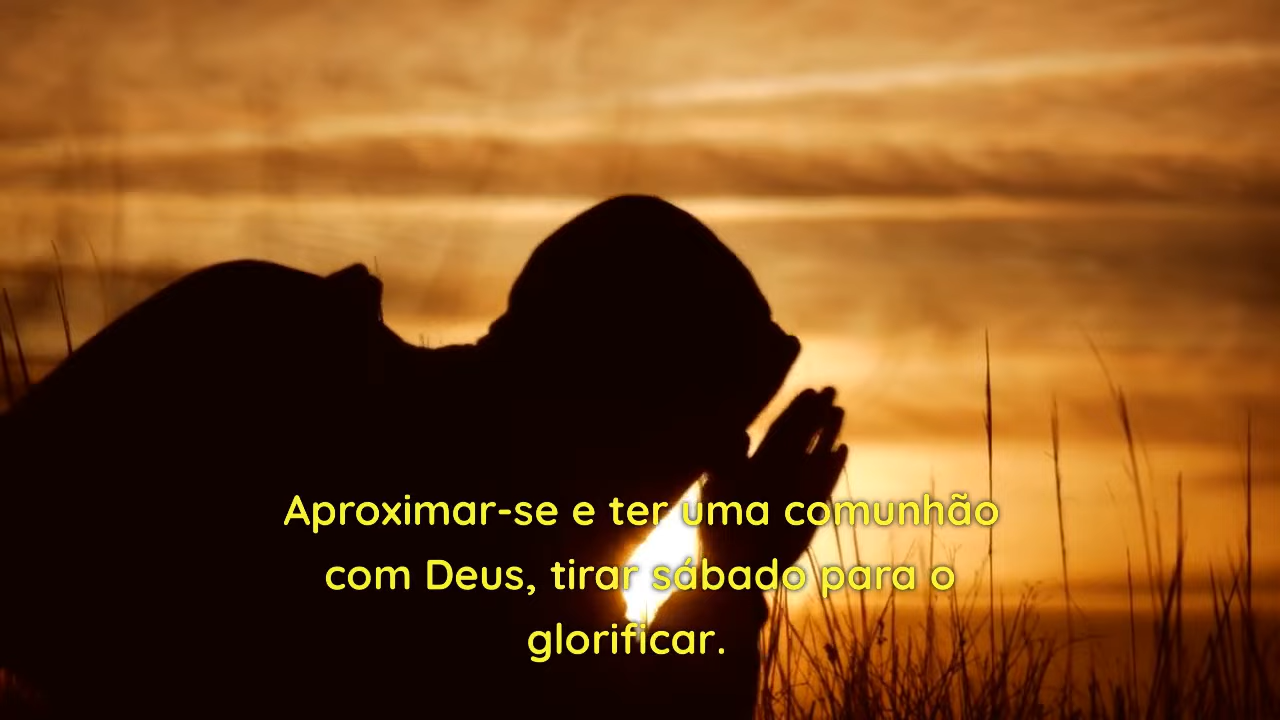 Aproximar-se e ter uma comunhão
com Deus, tirar sábado para o
glorificar.